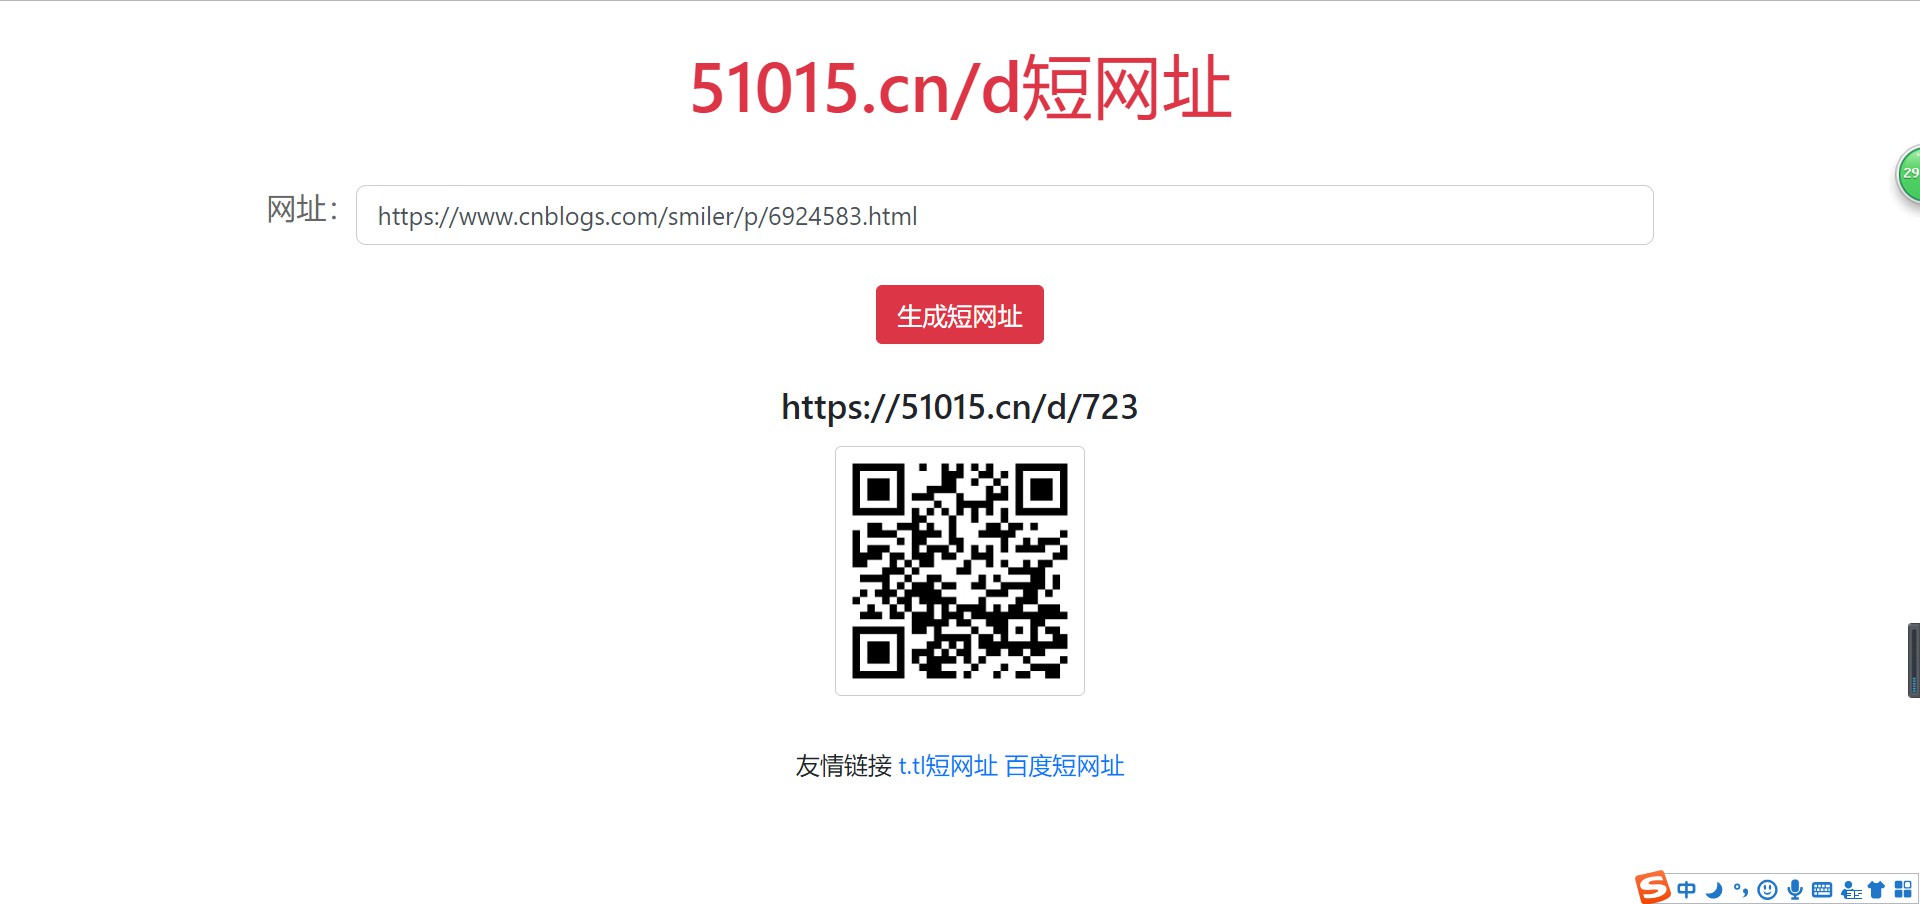 51015.cn/d短网址
网址：
https://www.cnblogs.com/smiler/p/6924583.html
29
生成短网址
https://51015.cn/d/723
友情链接 t.tl短网址 百度短网址
S 中